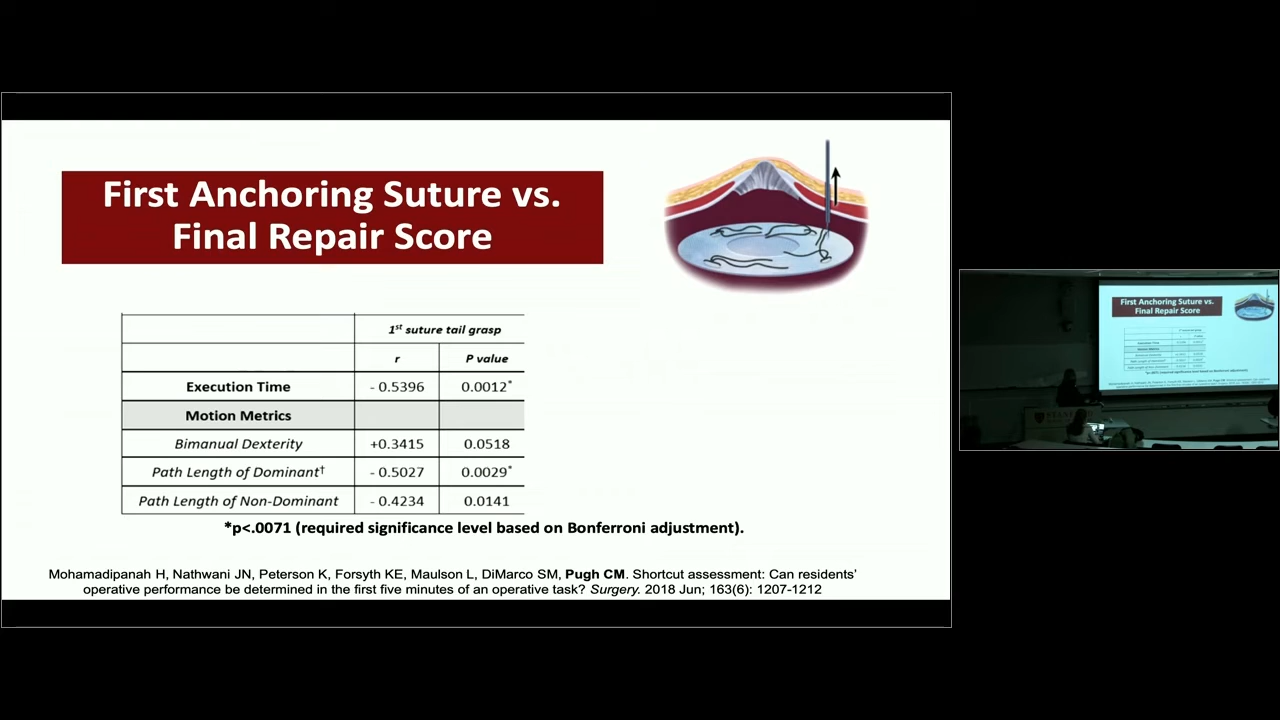 First Anchoring Suture vs.
Final Repair Score
1st suture tail grasp
r P value
Execution Time - 0.5396 0.0012*
Motion Metrics
Bimanual Dexterity +0.3415 0.0518
Path Length of Dominant† - 0.5027 0.0029*
Path Length of Non-Dominant - 0.4234 0.0141
*p<.0071 (required significance level based on Bonferroni adjustment).
Mohamadipanah H, Nathwani JN, Peterson K, Forsyth KE, Maulson L, DiMarco SM, Pugh CM. Shortcut assessment: Can residents’
operative performance be determined in the first five minutes of an operative task? Surgery. 2018 Jun; 163(6): 1207-1212
First Anchoring Suture vs.
Final Repair Score